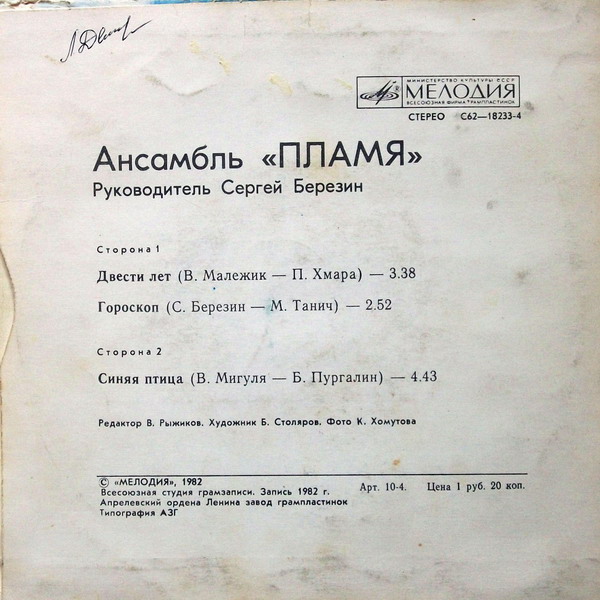 МИНИСТЕРСТВО КУЛЬТУРЫ СССР
МЕЛОДИЯ
ВСЕСОЮЗНАЯ ФИРМА ГРАМПЛАСТИНОК
СТЕРЕО С62—18233-4
Ансамбль «ПЛАМЯ»
Руководитель Сергей Березин
Сторона 1
Двести лет (В. Малежик — П. Хмара) — 3.38
Гороскоп (С. Березин — М. Танич) — 2.52
Сторона 2
Синяя птица (В. Мигуля — Б. Пургалин) — 4.43
Редактор В. Рыжиков. Художник Б. Столяров. Фото К. Хомутова
© «МЕЛОДИЯ», 1982
Всесоюзная студия грамзаписи. Запись 1982 г. Арт. 10-4. Цена 1 руб. 20 коп.
Апрелевский ордена Ленина завод грампластинок
Типография АЗГ